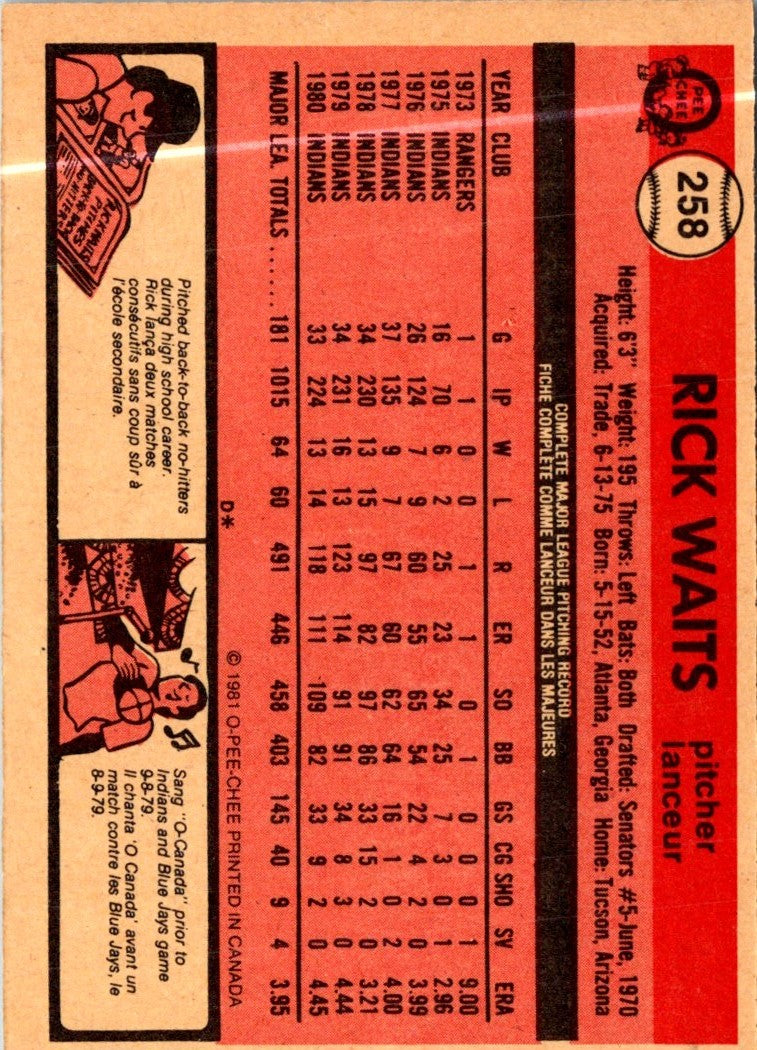 O
PEE
CHEE
258
RICK WAITS
pitcher
lanceur
Height: 6'3" Weight: 195 Throws: Left Bats: Both Drafted: Senators #5-June, 1970
Acquired: Trade, 6-13-75 Born: 5-15-52, Atlanta, Georgia Home: Tucson, Arizona
COMPLETE MAJOR LEAGUE PITCHING RECORD
FICHE COMPLÈTE COMME LANCEUR DANS LES MAJEURES
YEAR CLUB G IP W L R ER SO BB GS CG SHO SV ERA
1973 RANGERS 1 1 0 0 1 1 0 1 0 0 0 1 9.00
1975 INDIANS 16 70 6 2 25 23 34 25 7 3 0 1 2.96
1976 INDIANS 26 124 7 9 60 55 65 54 22 4 2 0 3.99
1977 INDIANS 37 135 9 7 67 60 62 64 16 1 0 2 4.00
1978 INDIANS 34 230 13 15 97 82 97 86 33 15 2 0 3.21
1979 INDIANS 34 231 16 13 123 114 91 91 34 8 3 0 4.44
1980 INDIANS 33 224 13 14 118 111 109 82 33 9 2 0 4.45
MAJOR LEA. TOTALS ...... 181 1015 64 60 491 446 458 403 145 40 9 4 3.95
D*
© 1981 O-PEE-CHEE PRINTED IN CANADA
RICK WAITS
PITCHES
Pitched back-to-back no-hitters
during high school career.
Rick lança deux matches
consécutifs sans coup sûr à
l'école secondaire.
Sang "O-Canada" prior to
Indians and Blue Jays game
9-8-79.
Il chanta 'O Canada' avant un
match contre les Blue Jays, le
8-9-79.